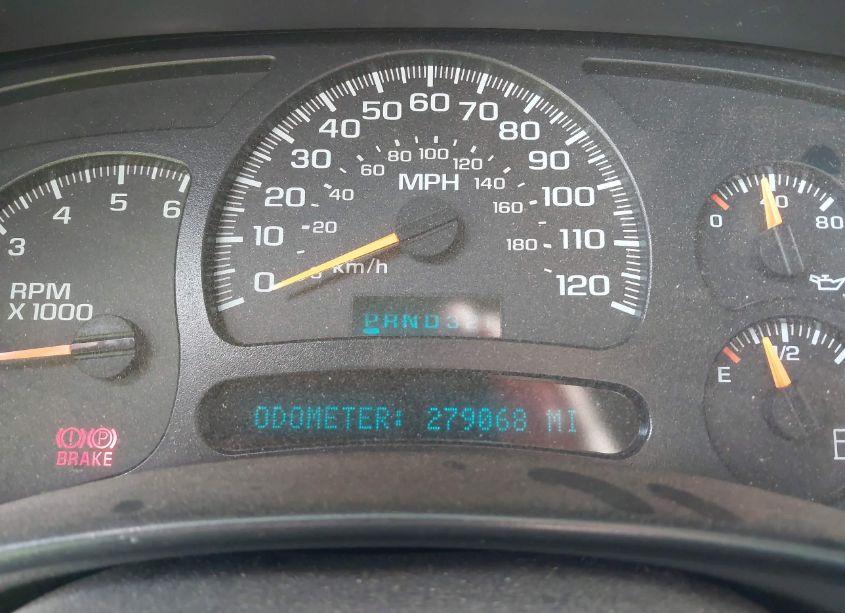 3 4 5 6
RPM
X 1000
BRAKE
0 10 20 30 40 50 60 70 80 90 100 110 120
20 40 60 80 100 120 140 160 180
MPH
km/h
PRND32
ODOMETER: 279068 MI
0 40 80
E 1/2